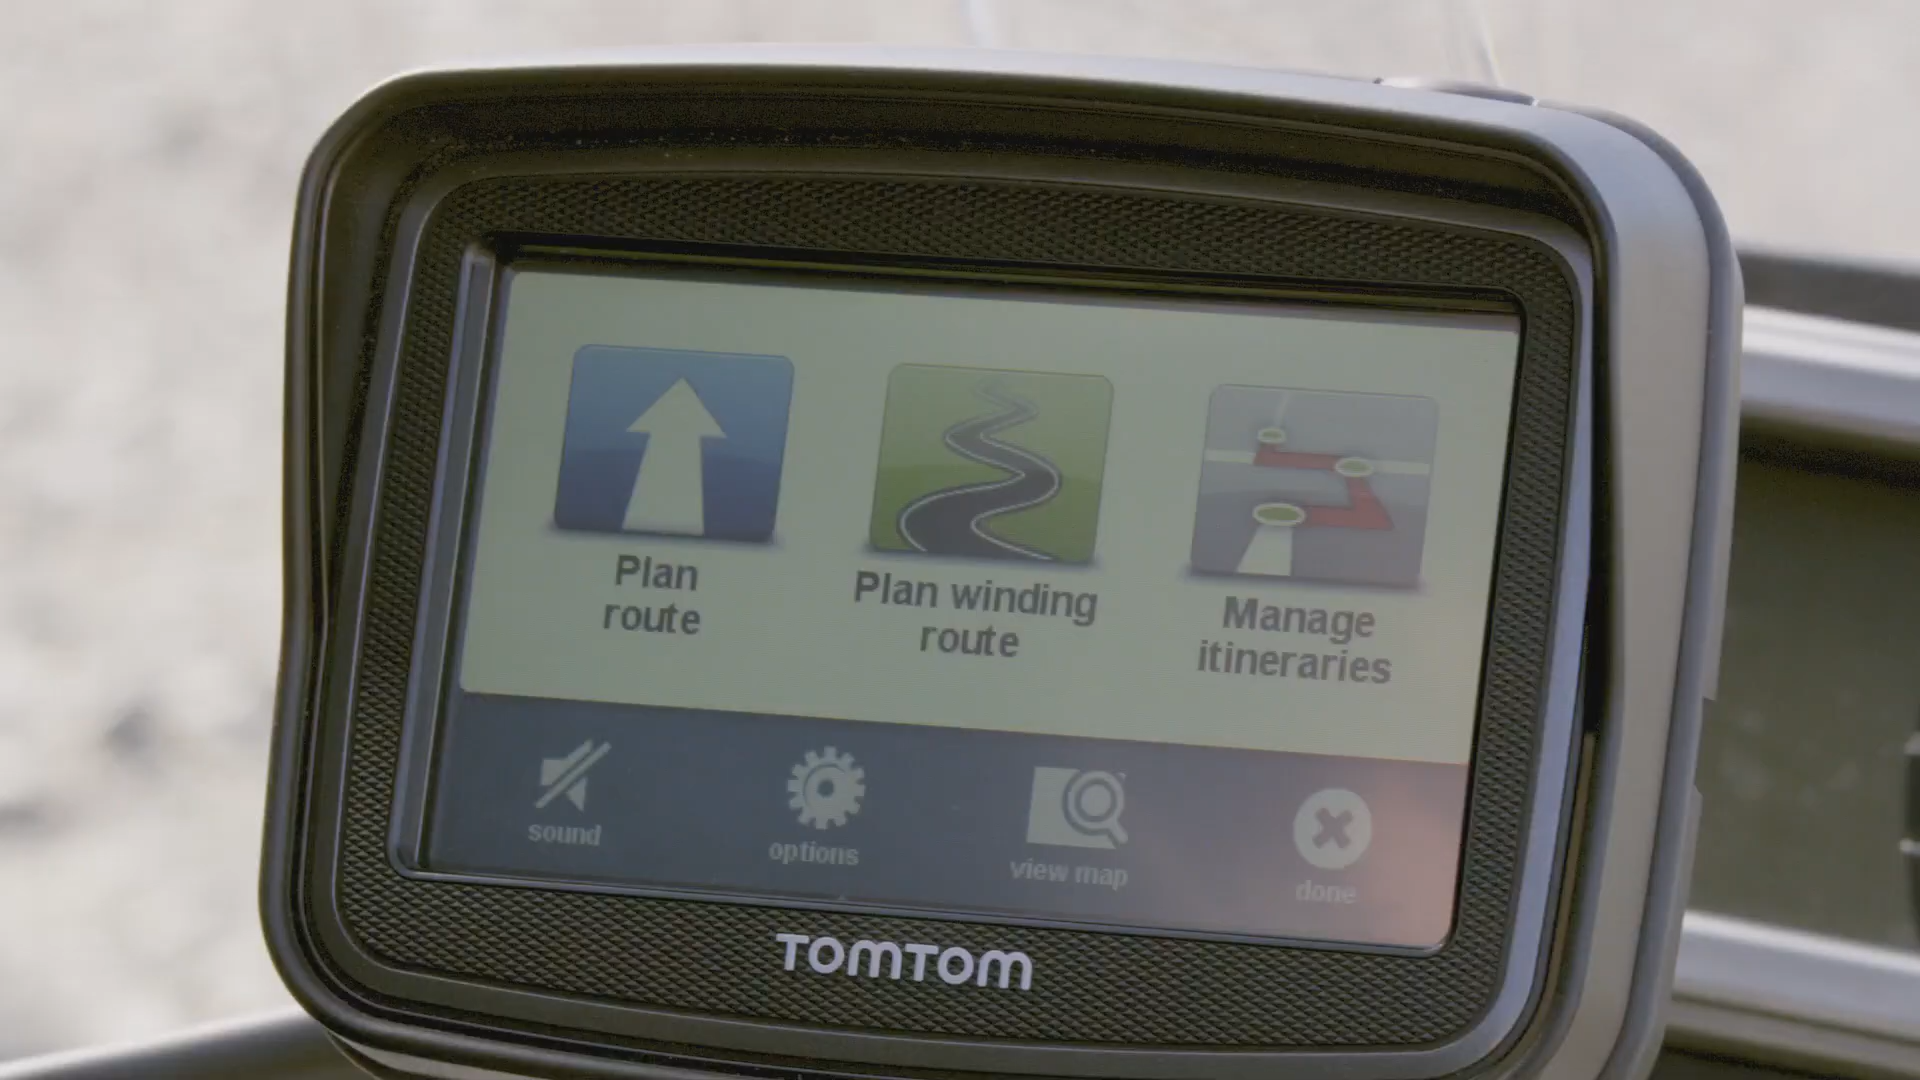 Plan
route
Plan winding
route
Manage
itineraries
sound
options
view map
done
TOMTOM